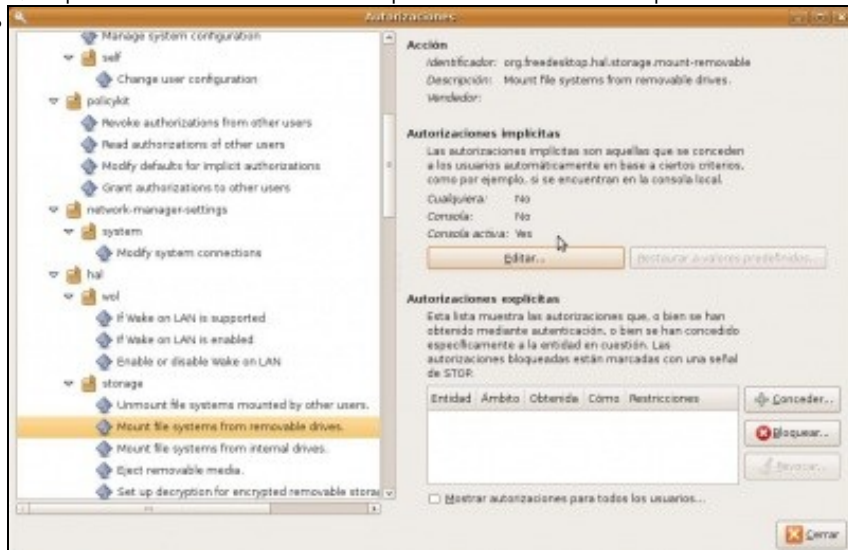 Autorizaciones
Manage system configuration
self
Change user configuration
policykit
Revoke authorizations from other users
Read authorizations of other users
Modify defaults for implicit authorizations
Grant authorizations to other users
network-manager-settings
system
Modify system connections
hal
wol
If Wake on LAN is supported
If Wake on LAN is enabled
Enable or disable Wake on LAN
storage
Unmount file systems mounted by other users.
Mount file systems from removable drives.
Mount file systems from internal drives.
Eject removable media.
Set up decryption for encrypted removable stora
Acción
Identificador: org.freedesktop.hal.storage.mount-removable
Descripción: Mount file systems from removable drives.
Vendedor:
Autorizaciones implícitas
Las autorizaciones implícitas son aquellas que se conceden
a los usuarios automáticamente en base a ciertos criterios,
como por ejemplo, si se encuentran en la consola local.
Cualquiera: No
Consola: No
Consola activa: Yes
Editar...
Restaurar a valores predefinidos...
Autorizaciones explícitas
Esta lista muestra las autorizaciones que, o bien se han
obtenido mediante autenticación, o bien se han concedido
específicamente a la entidad en cuestión. Las
autorizaciones bloqueadas están marcadas con una señal
de STOP.
Entidad Ámbito Obtenida Cómo Restricciones
Conceder...
Bloquear...
Revocar...
Mostrar autorizaciones para todos los usuarios...
Cerrar